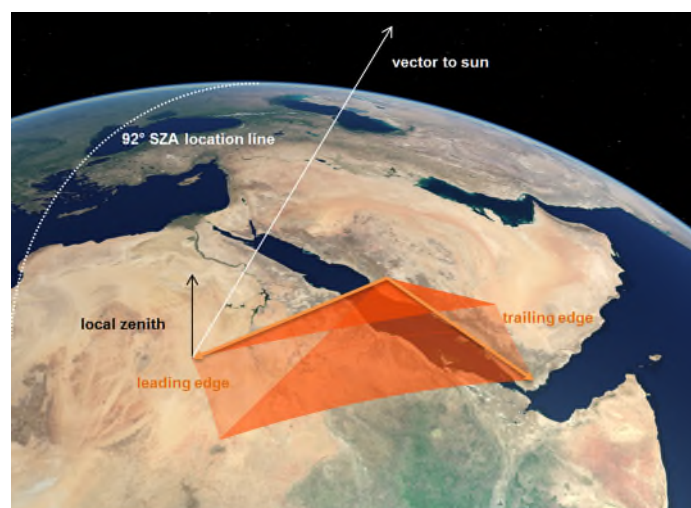 vector to sun
92° SZA location line
local zenith
trailing edge
leading edge